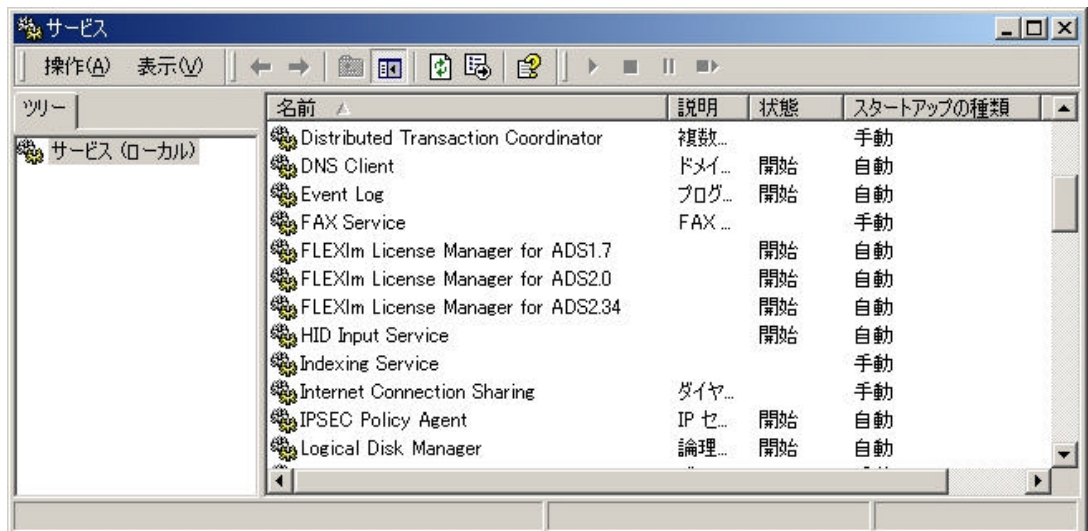 サービス
操作(A) 表示(V)
ツリー
サービス (ローカル)
名前 説明 状態 スタートアップの種類
Distributed Transaction Coordinator 複数... 手動
DNS Client ドメイ... 開始 自動
Event Log プログ... 開始 自動
FAX Service FAX ... 手動
FLEXlm License Manager for ADS1.7 開始 自動
FLEXlm License Manager for ADS2.0 開始 自動
FLEXlm License Manager for ADS2.34 開始 自動
HID Input Service 開始 自動
Indexing Service 手動
Internet Connection Sharing ダイヤ... 手動
IPSEC Policy Agent IP セ... 開始 自動
Logical Disk Manager 論理... 開始 自動